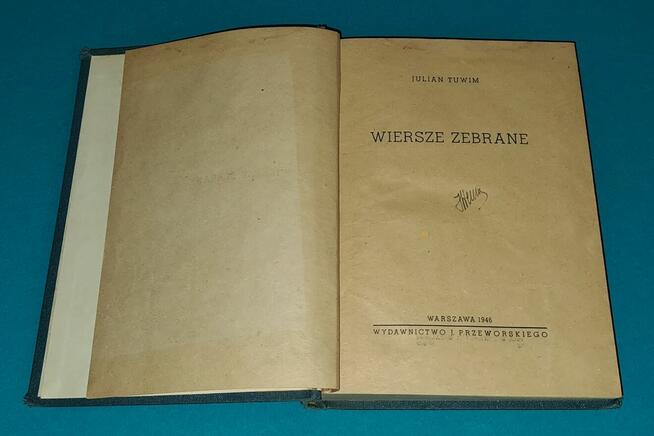 JULIAN TUWIM
WIERSZE ZEBRANE
WARSZAWA 1946
WYDAWNICTWO J. PRZEWORSKIEGO